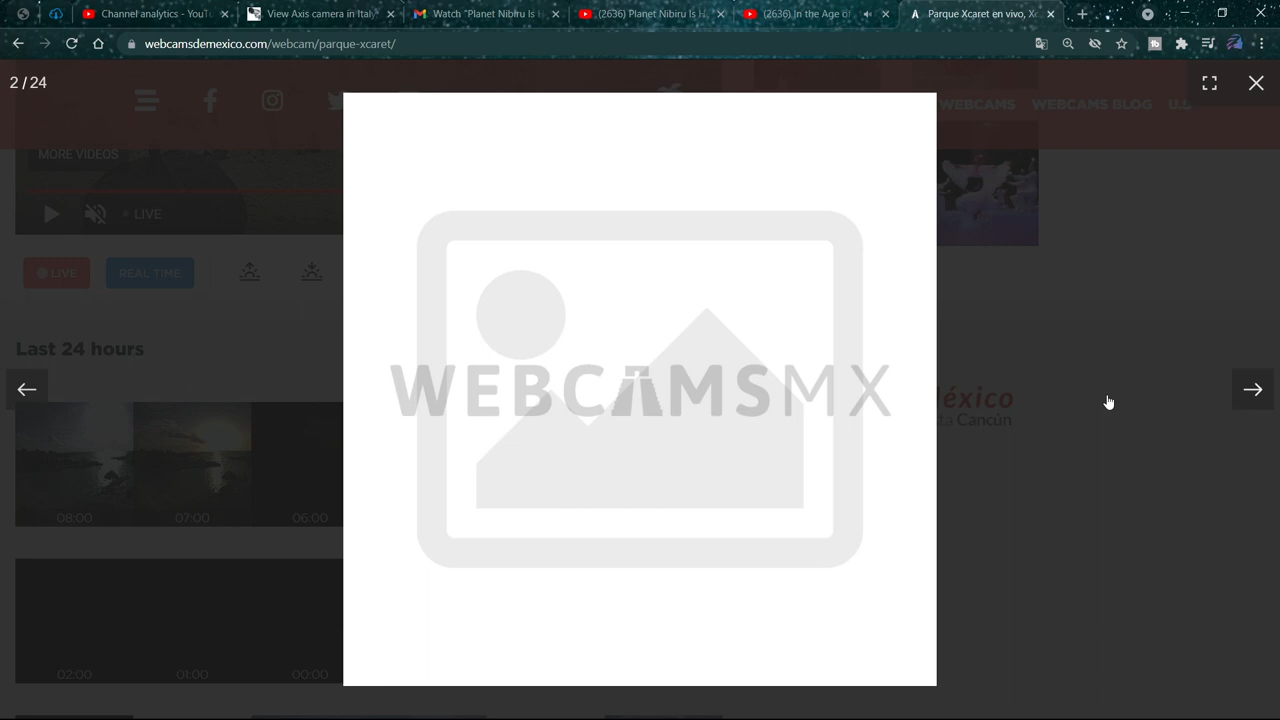 Channel analytics - YouTu
View Axis camera in Italy,
Watch "Planet Nibiru Is
(2636) Planet Nibiru Is H
(2636) In the Age of
Parque Xcaret en vivo, Xc
webcamsdemexico.com/webcam/parque-xcaret/
2 / 24
WEBCAMS
WEBCAMS BLOG
MORE VIDEOS
LIVE
LIVE
REAL TIME
Last 24 hours
WEBCAMSMX
éxico
ta Cancún
08:00
07:00
06:00
02:00
01:00
00:00